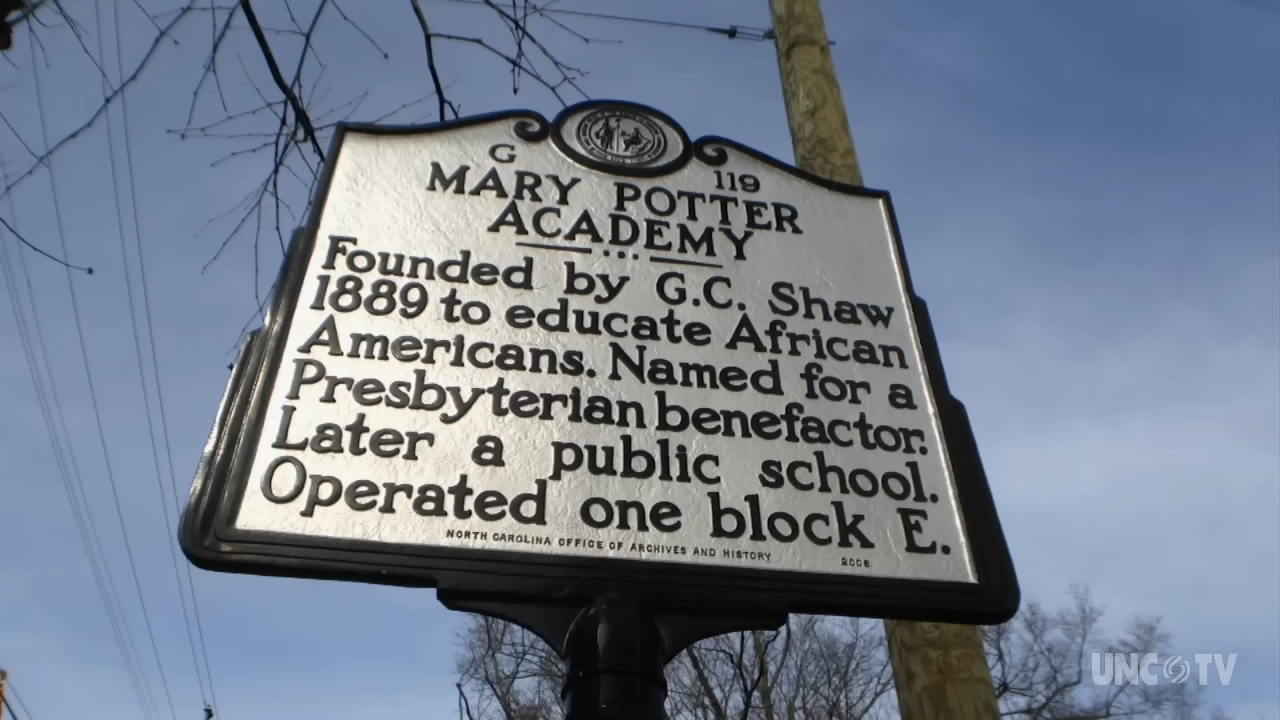 G 119
MARY POTTER
ACADEMY
Founded by G.C. Shaw
1889 to educate African
Americans. Named for a
Presbyterian benefactor.
Later a public school.
Operated one block E.
NORTH CAROLINA OFFICE OF ARCHIVES AND HISTORY 2006
UNC TV